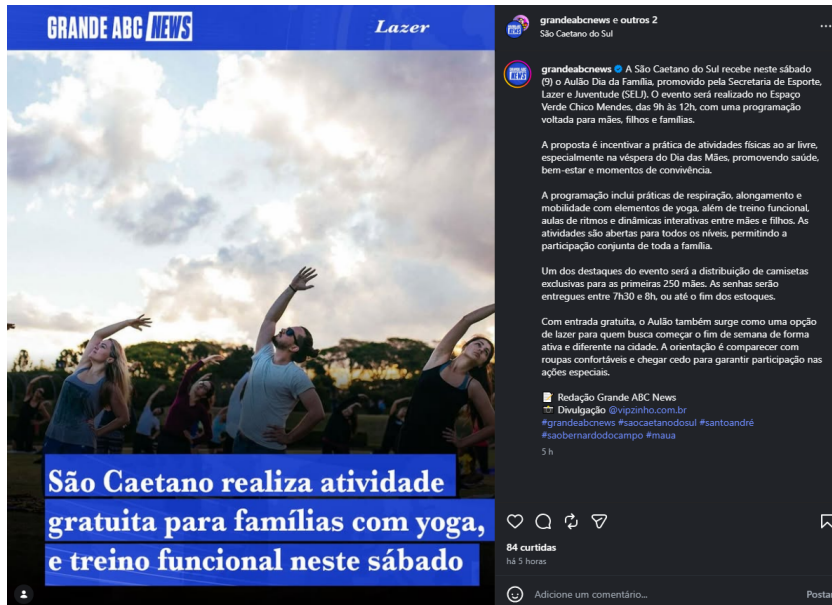 GRANDE ABC NEWS
Lazer
São Caetano realiza atividade
gratuita para famílias com yoga,
e treino funcional neste sábado
grandeabcnews e outros 2
São Caetano do Sul
grandeabcnews A São Caetano do Sul recebe neste sábado
(9) o Aulão Dia da Família, promovido pela Secretaria de Esporte,
Lazer e Juventude (SELJ). O evento será realizado no Espaço
Verde Chico Mendes, das 9h às 12h, com uma programação
voltada para mães, filhos e famílias.
A proposta é incentivar a prática de atividades físicas ao ar livre,
especialmente na véspera do Dia das Mães, promovendo saúde,
bem-estar e momentos de convivência.
A programação inclui práticas de respiração, alongamento e
mobilidade com elementos de yoga, além de treino funcional,
aulas de ritmos e dinâmicas interativas entre mães e filhos. As
atividades são abertas para todos os níveis, permitindo a
participação conjunta de toda a família.
Um dos destaques do evento será a distribuição de camisetas
exclusivas para as primeiras 250 mães. As senhas serão
entregues entre 7h30 e 8h, ou até o fim dos estoques.
Com entrada gratuita, o Aulão também surge como uma opção
de lazer para quem busca começar o fim de semana de forma
ativa e diferente na cidade. A orientação é comparecer com
roupas confortáveis e chegar cedo para garantir participação nas
ações especiais.
📝 Redação Grande ABC News
📸 Divulgação @vipzinho.com.br
#grandeabcnews #saocaetanodosul #santoandré
#saobernardodocampo #maua
5 h
84 curtidas
há 5 horas
Adicione um comentário...
Postar